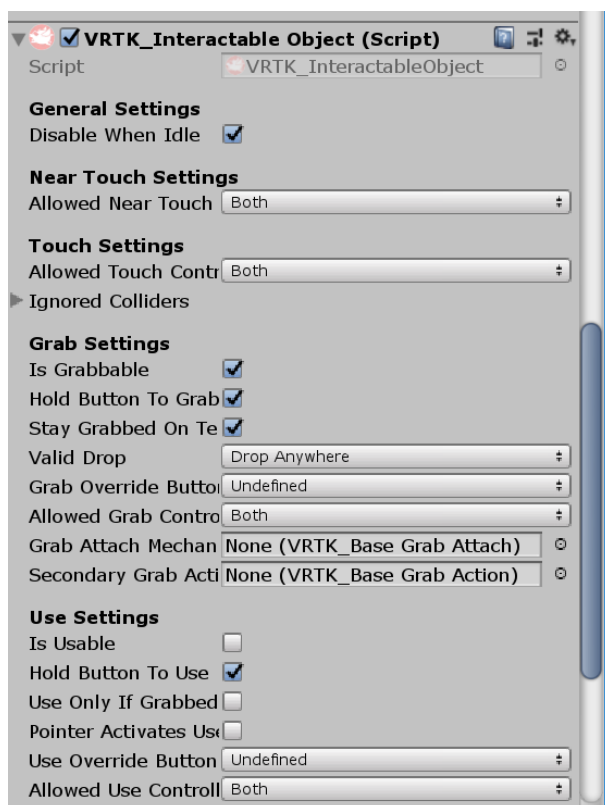 VRTK_Interactable Object (Script)
Script VRTK_InteractableObject
General Settings
Disable When Idle
Near Touch Settings
Allowed Near Touch Both
Touch Settings
Allowed Touch Contr Both
Ignored Colliders
Grab Settings
Is Grabbable
Hold Button To Grab
Stay Grabbed On Te
Valid Drop Drop Anywhere
Grab Override Butto Undefined
Allowed Grab Contro Both
Grab Attach Mechan None (VRTK_Base Grab Attach)
Secondary Grab Acti None (VRTK_Base Grab Action)
Use Settings
Is Usable
Hold Button To Use
Use Only If Grabbed
Pointer Activates Use
Use Override Button Undefined
Allowed Use Controll Both